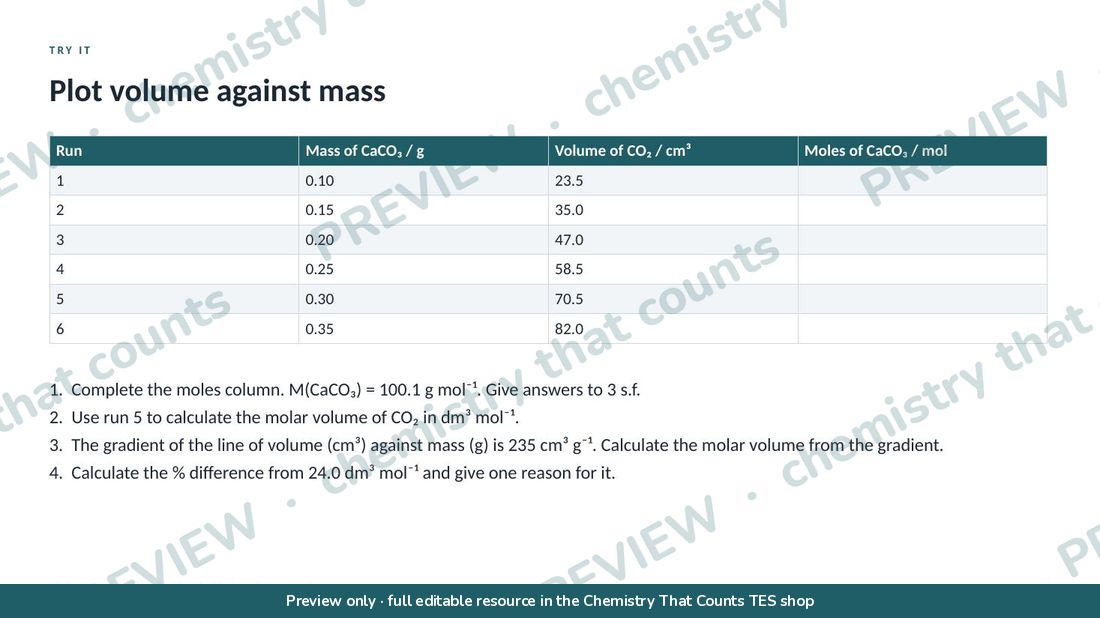 TRY IT
Plot volume against mass
Run Mass of CaCO₃ / g Volume of CO₂ / cm³ Moles of CaCO₃ / mol
1 0.10 23.5
2 0.15 35.0
3 0.20 47.0
4 0.25 58.5
5 0.30 70.5
6 0.35 82.0
1. Complete the moles column. M(CaCO₃) = 100.1 g mol⁻¹. Give answers to 3 s.f.
2. Use run 5 to calculate the molar volume of CO₂ in dm³ mol⁻¹.
3. The gradient of the line of volume (cm³) against mass (g) is 235 cm³ g⁻¹. Calculate the molar volume from the gradient.
4. Calculate the % difference from 24.0 dm³ mol⁻¹ and give one reason for it.
PREVIEW · chemistry that counts
Preview only · full editable resource in the Chemistry That Counts TES shop